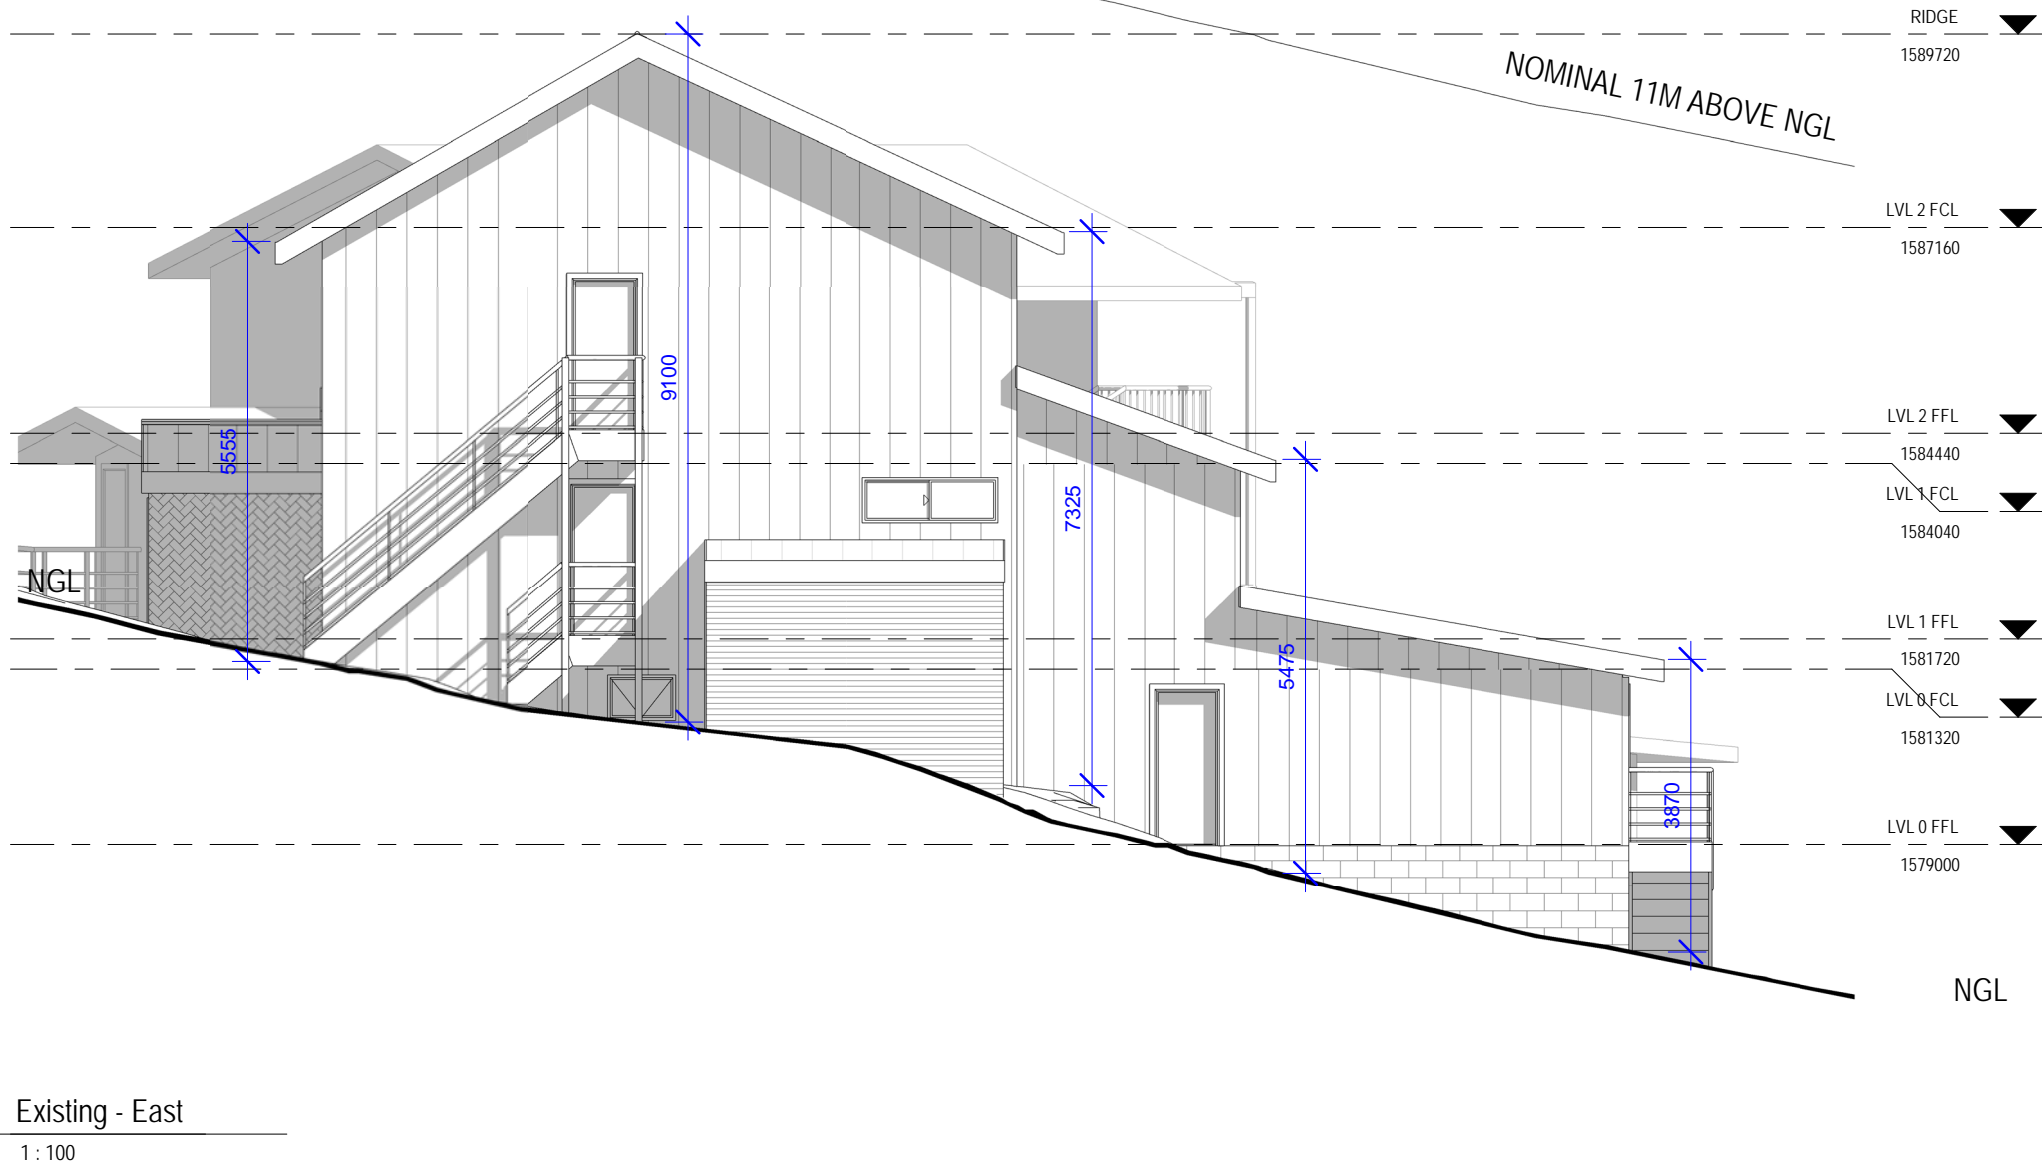 RIDGE
1589720
NOMINAL 11M ABOVE NGL
LVL 2 FCL
1587160
9100
LVL 2 FFL
1584440
5555
7325
LVL 1 FCL
1584040
NGL
LVL 1 FFL
1581720
5475
LVL 0 FCL
1581320
3870
LVL 0 FFL
1579000
NGL
Existing - East
1 : 100